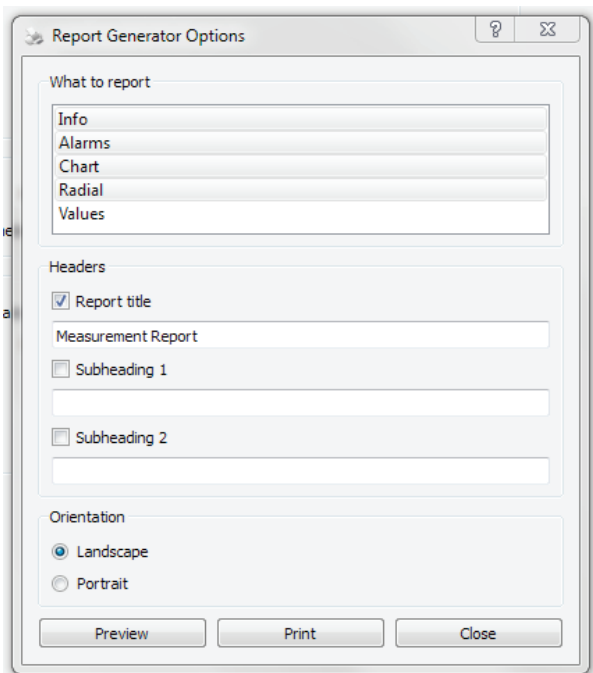 Report Generator Options
What to report
Info
Alarms
Chart
Radial
Values
Headers
Report title
Measurement Report
Subheading 1
Subheading 2
Orientation
Landscape
Portrait
Preview Print Close